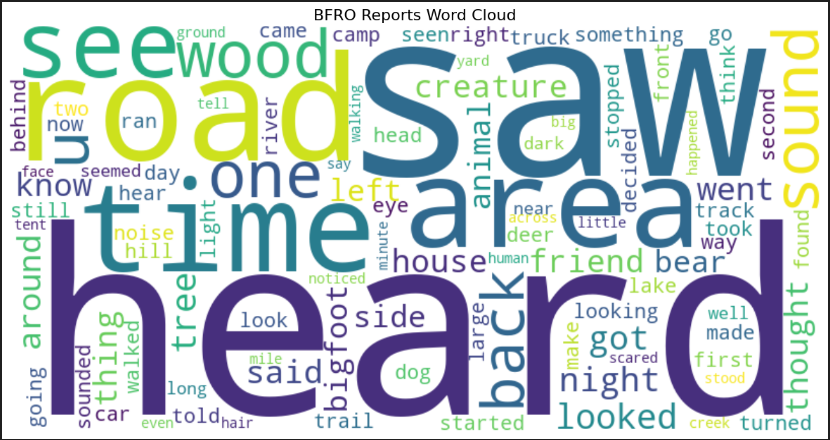 BFRO Reports Word Cloud
see
ground
wood
came
camp
seen
right
truck
something
go
sound
road
saw
behind
two
now
ran
tell
river
walking
head
creature
yard
big
dark
animal
stopped
front
think
second
happened
u
face
seemed
day
say
one
know
hear
left
eye
area
near
across
deer
decided
little
went
track
took
way
found
still
tent
time
noise
hill
light
minute
house
human
friend
bear
around
heard
tree
noticed
lake
look
bigfoot
side
back
large
looking
got
well
made
thought
thing
walked
mile
said
dog
make
scared
first
stood
night
going
sounded
car
long
even
told
hair
trail
started
looked
creek
turned